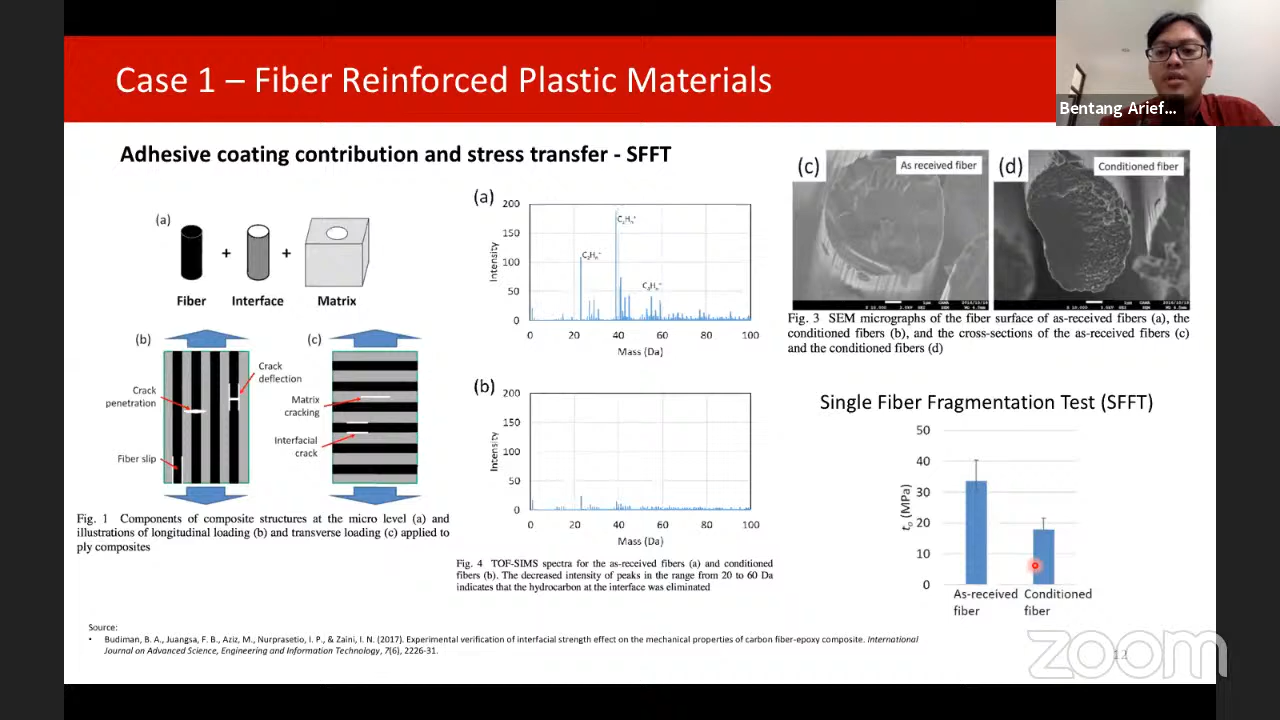 Case 1 – Fiber Reinforced Plastic Materials
Bentang Arief...
Adhesive coating contribution and stress transfer - SFFT
(a)
+
+
Fiber
Interface
Matrix
(b)
(c)
Crack
deflection
Crack
penetration
Matrix
cracking
Interfacial
crack
Fiber slip
Fig. 1 Components of composite structures at the micro level (a) and
illustrations of longitudinal loading (b) and transverse loading (c) applied to
ply composites
(a)
200
150
100
50
0
Intensity
0 20 40 60 80 100
Mass (Da)
(b)
200
150
100
50
0
Intensity
0 20 40 60 80 100
Mass (Da)
Fig. 4 TOF-SIMS spectra for the as-received fibers (a) and conditioned
fibers (b). The decreased intensity of peaks in the range from 20 to 60 Da
indicates that the hydrocarbon at the interface was eliminated
(c)
As received fiber
(d)
Conditioned fiber
Fig. 3 SEM micrographs of the fiber surface of as-received fibers (a), the
conditioned fibers (b), and the cross-sections of the as-received fibers (c)
and the conditioned fibers (d)
Single Fiber Fragmentation Test (SFFT)
50
40
30
20
10
0
(MPa)
As-received Conditioned
fiber fiber
Source:
• Budiman, B. A., Juangsa, F. B., Aziz, M., Nurprasetio, I. P., & Zaini, I. N. (2017). Experimental verification of interfacial strength effect on the mechanical properties of carbon fiber-epoxy composite. International
Journal on Advanced Science, Engineering and Information Technology, 7(6), 2226-31.
zoom
12